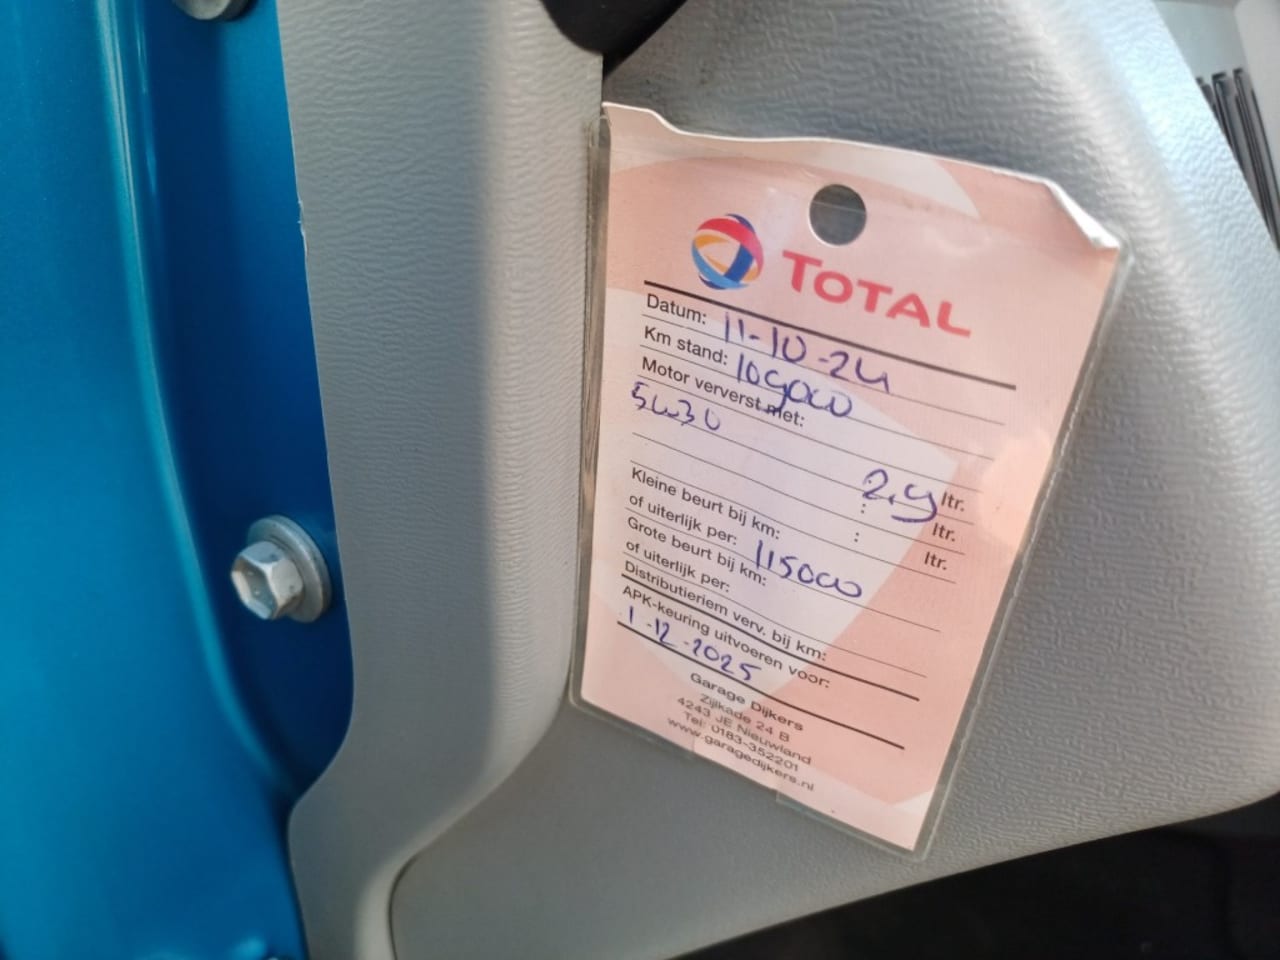 TOTAL
Datum: 11-10-24
Km stand: 109000
Motor ververst met:
5W30
: 2.9 ltr.
: ltr.
: ltr.
Kleine beurt bij km:
of uiterlijk per: 115000
Grote beurt bij km:
of uiterlijk per:
Distributieriem verv. bij km:
APK-keuring uitvoeren voor:
1-12-2025
Garage Dijkers
Zijlkade 24 B
4243 JE Nieuwland
Tel: 0183-352201
www.garagedijkers.nl